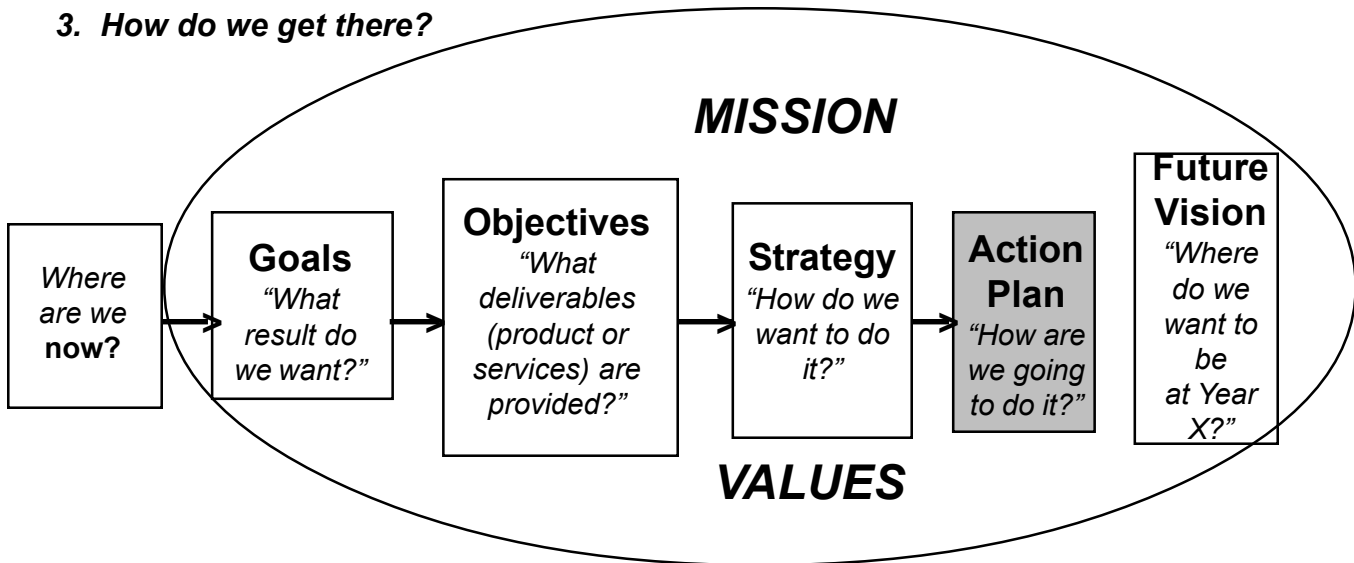 3. How do we get there?
MISSION
Where
are we
now?
Goals
“What
result do
we want?”
Objectives
“What
deliverables
(product or
services) are
provided?”
Strategy
“How do we
want to do
it?”
Action
Plan
“How are
we going
to do it?”
Future
Vision
“Where
do we
want to
be
at Year
X?”
VALUES